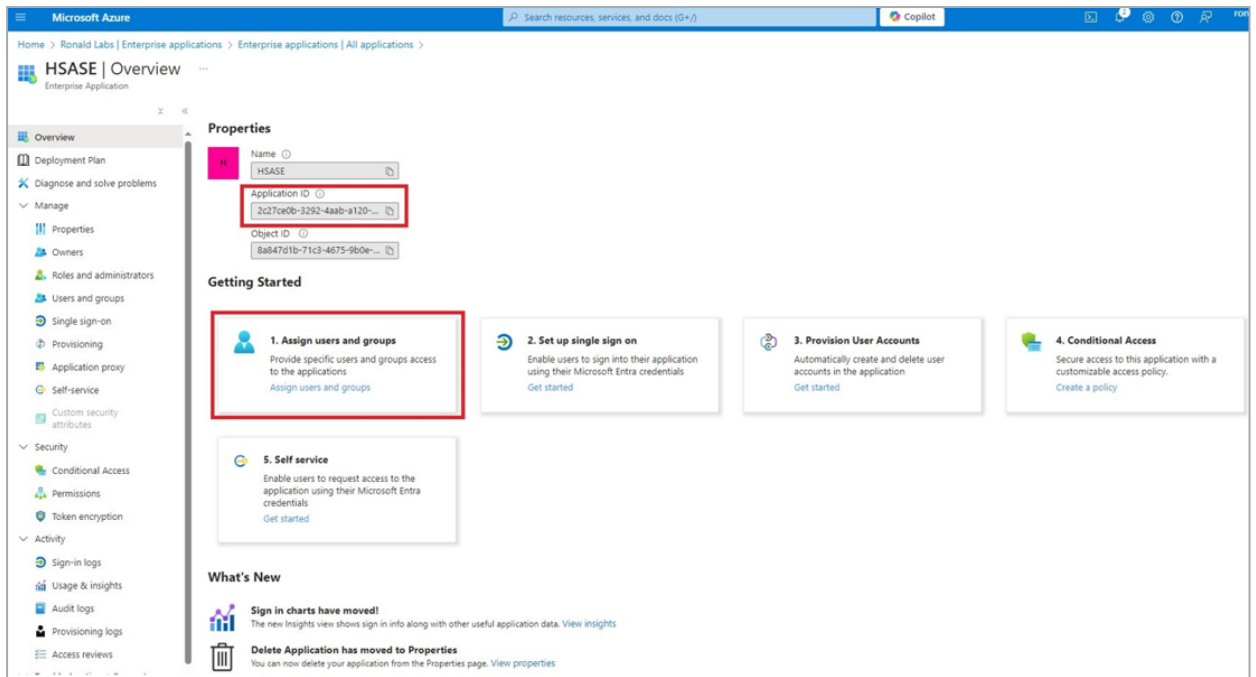 Microsoft Azure
Search resources, services, and docs (G+/)
Copilot
2
ron
Home > Ronald Labs | Enterprise applications > Enterprise applications | All applications >
HSASE | Overview ...
Enterprise Application
Overview
Deployment Plan
Diagnose and solve problems
Manage
Properties
Owners
Roles and administrators
Users and groups
Single sign-on
Provisioning
Application proxy
Self-service
Custom security
attributes
Security
Conditional Access
Permissions
Token encryption
Activity
Sign-in logs
Usage & insights
Audit logs
Provisioning logs
Access reviews
Properties
H
Name
HSASE
Application ID
2c27ce0b-3292-4aab-a120-...
Object ID
8a847d1b-71c3-4675-9b0e-...
Getting Started
1. Assign users and groups
Provide specific users and groups access
to the applications
Assign users and groups
2. Set up single sign on
Enable users to sign into their application
using their Microsoft Entra credentials
Get started
3. Provision User Accounts
Automatically create and delete user
accounts in the application
Get started
4. Conditional Access
Secure access to this application with a
customizable access policy.
Create a policy
5. Self service
Enable users to request access to the
application using their Microsoft Entra
credentials
Get started
What's New
Sign in charts have moved!
The new Insights view shows sign in info along with other useful application data. View insights
Delete Application has moved to Properties
You can now delete your application from the Properties page. View properties